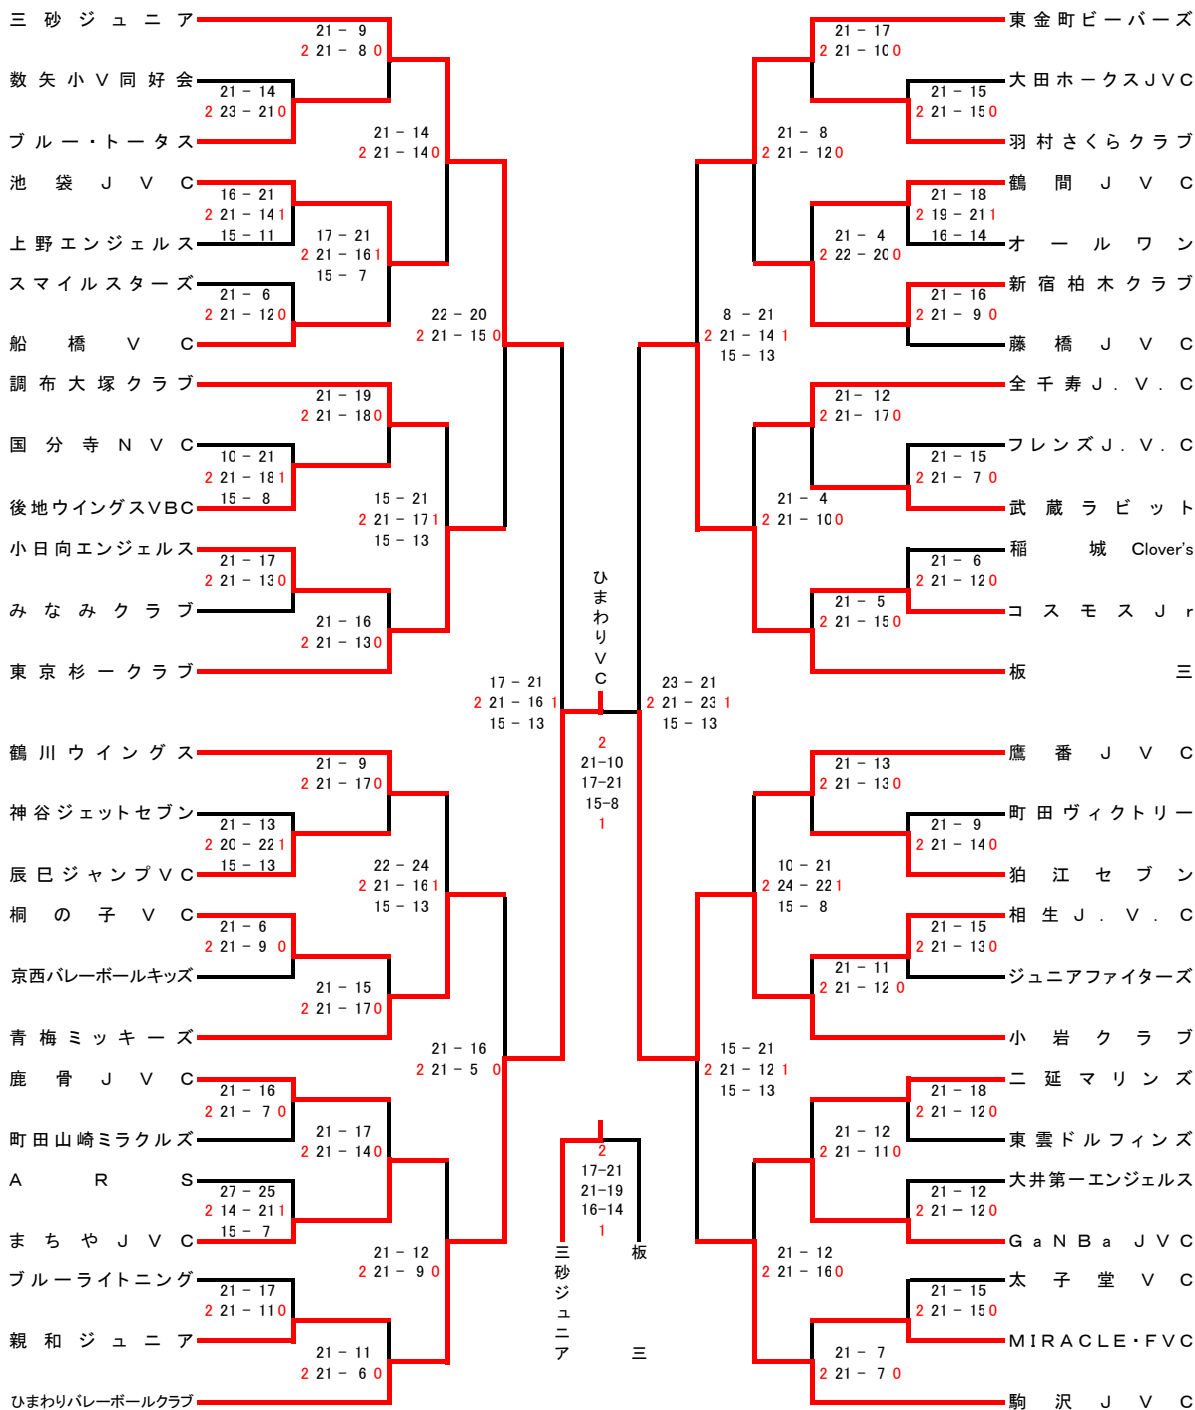 三砂ジュニア
21 - 9
2 21 - 8 0
数矢小V同好会
21 - 14
2 23 - 21 0
ブルー・トータス
21 - 14
2 21 - 14 0
池袋JVC
16 - 21
2 21 - 14 1
15 - 11
上野エンジェルス
17 - 21
2 21 - 16 1
15 - 7
スマイルスターズ
21 - 6
2 21 - 12 0
船橋VC
22 - 20
2 21 - 15 0
調布大塚クラブ
21 - 19
2 21 - 18 0
国分寺NVC
10 - 21
2 21 - 18 1
15 - 8
後地ウイングスVBC
15 - 21
2 21 - 17 1
15 - 13
小日向エンジェルス
21 - 17
2 21 - 13 0
みなみクラブ
21 - 16
2 21 - 13 0
東京杉一クラブ
17 - 21
2 21 - 16 1
15 - 13
鶴川ウイングス
21 - 9
2 21 - 17 0
神谷ジェットセブン
21 - 13
2 20 - 22 1
15 - 13
辰巳ジャンプVC
22 - 24
2 21 - 16 1
15 - 13
桐の子VC
21 - 6
2 21 - 9 0
京西バレーボールキッズ
21 - 15
2 21 - 17 0
青梅ミッキーズ
21 - 16
2 21 - 5 0
鹿骨JVC
21 - 16
2 21 - 7 0
町田山崎ミラクルズ
21 - 17
2 21 - 14 0
ARS
27 - 25
2 14 - 21 1
15 - 7
まちやJVC
21 - 12
2 21 - 9 0
ブルーライトニング
21 - 17
2 21 - 11 0
親和ジュニア
21 - 11
2 21 - 6 0
ひまわりバレーボールクラブ
ひまわりVC
2
21-10
17-21
15-8
1
2
17-21
21-19
16-14
1
三砂ジュニア
板三
東金町ビーバーズ
21 - 17
2 21 - 10 0
大田ホークスJVC
21 - 15
2 21 - 15 0
羽村さくらクラブ
21 - 8
2 21 - 12 0
鶴間JVC
21 - 18
2 19 - 21 1
16 - 14
オールワン
21 - 4
2 22 - 20 0
新宿柏木クラブ
21 - 16
2 21 - 9 0
藤橋JVC
8 - 21
2 21 - 14 1
15 - 13
全千寿J.V.C
21 - 12
2 21 - 17 0
フレンズJ.V.C
21 - 15
2 21 - 7 0
武蔵ラビット
21 - 4
2 21 - 10 0
稲城Clover's
21 - 6
2 21 - 12 0
コスモスJr
21 - 5
2 21 - 15 0
板三
23 - 21
2 21 - 23 1
15 - 13
鷹番JVC
21 - 13
2 21 - 13 0
町田ヴィクトリー
21 - 9
2 21 - 14 0
狛江セブン
10 - 21
2 24 - 22 1
15 - 8
相生J.V.C
21 - 15
2 21 - 13 0
ジュニアファイターズ
21 - 11
2 21 - 12 0
小岩クラブ
15 - 21
2 21 - 12 1
15 - 13
二延マリンズ
21 - 18
2 21 - 12 0
東雲ドルフィンズ
21 - 12
2 21 - 11 0
大井第一エンジェルス
21 - 12
2 21 - 12 0
GaNBaJVC
21 - 12
2 21 - 16 0
太子堂VC
21 - 15
2 21 - 15 0
MIRACLE・FVC
21 - 7
2 21 - 7 0
駒沢JVC